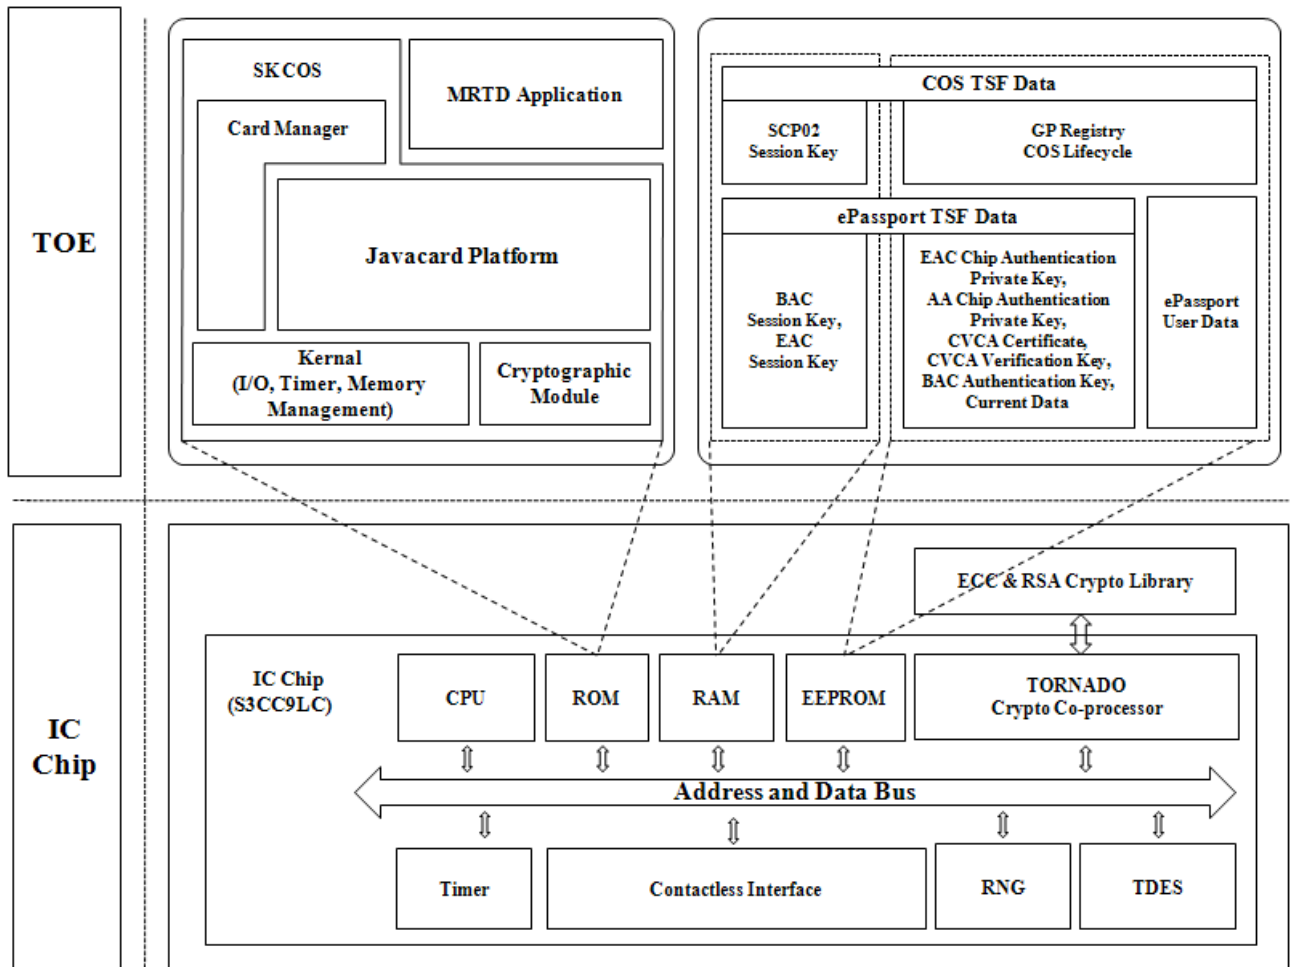 TOE
SKCOS
Card Manager
MRTD Application
Javacard Platform
Kernal
(I/O, Timer, Memory
Management)
Cryptographic
Module
COS TSF Data
SCP02
Session Key
GP Registry
COS Lifecycle
ePassport TSF Data
BAC
Session Key,
EAC
Session Key
EAC Chip Authentication
Private Key,
AA Chip Authentication
Private Key,
CVCA Certificate,
CVCA Verification Key,
BAC Authentication Key,
Current Data
ePassport
User Data
IC
Chip
ECC & RSA Crypto Library
IC Chip
(S3CC9LC)
CPU
ROM
RAM
EEPROM
TORNADO
Crypto Co-processor
Address and Data Bus
Timer
Contactless Interface
RNG
TDES